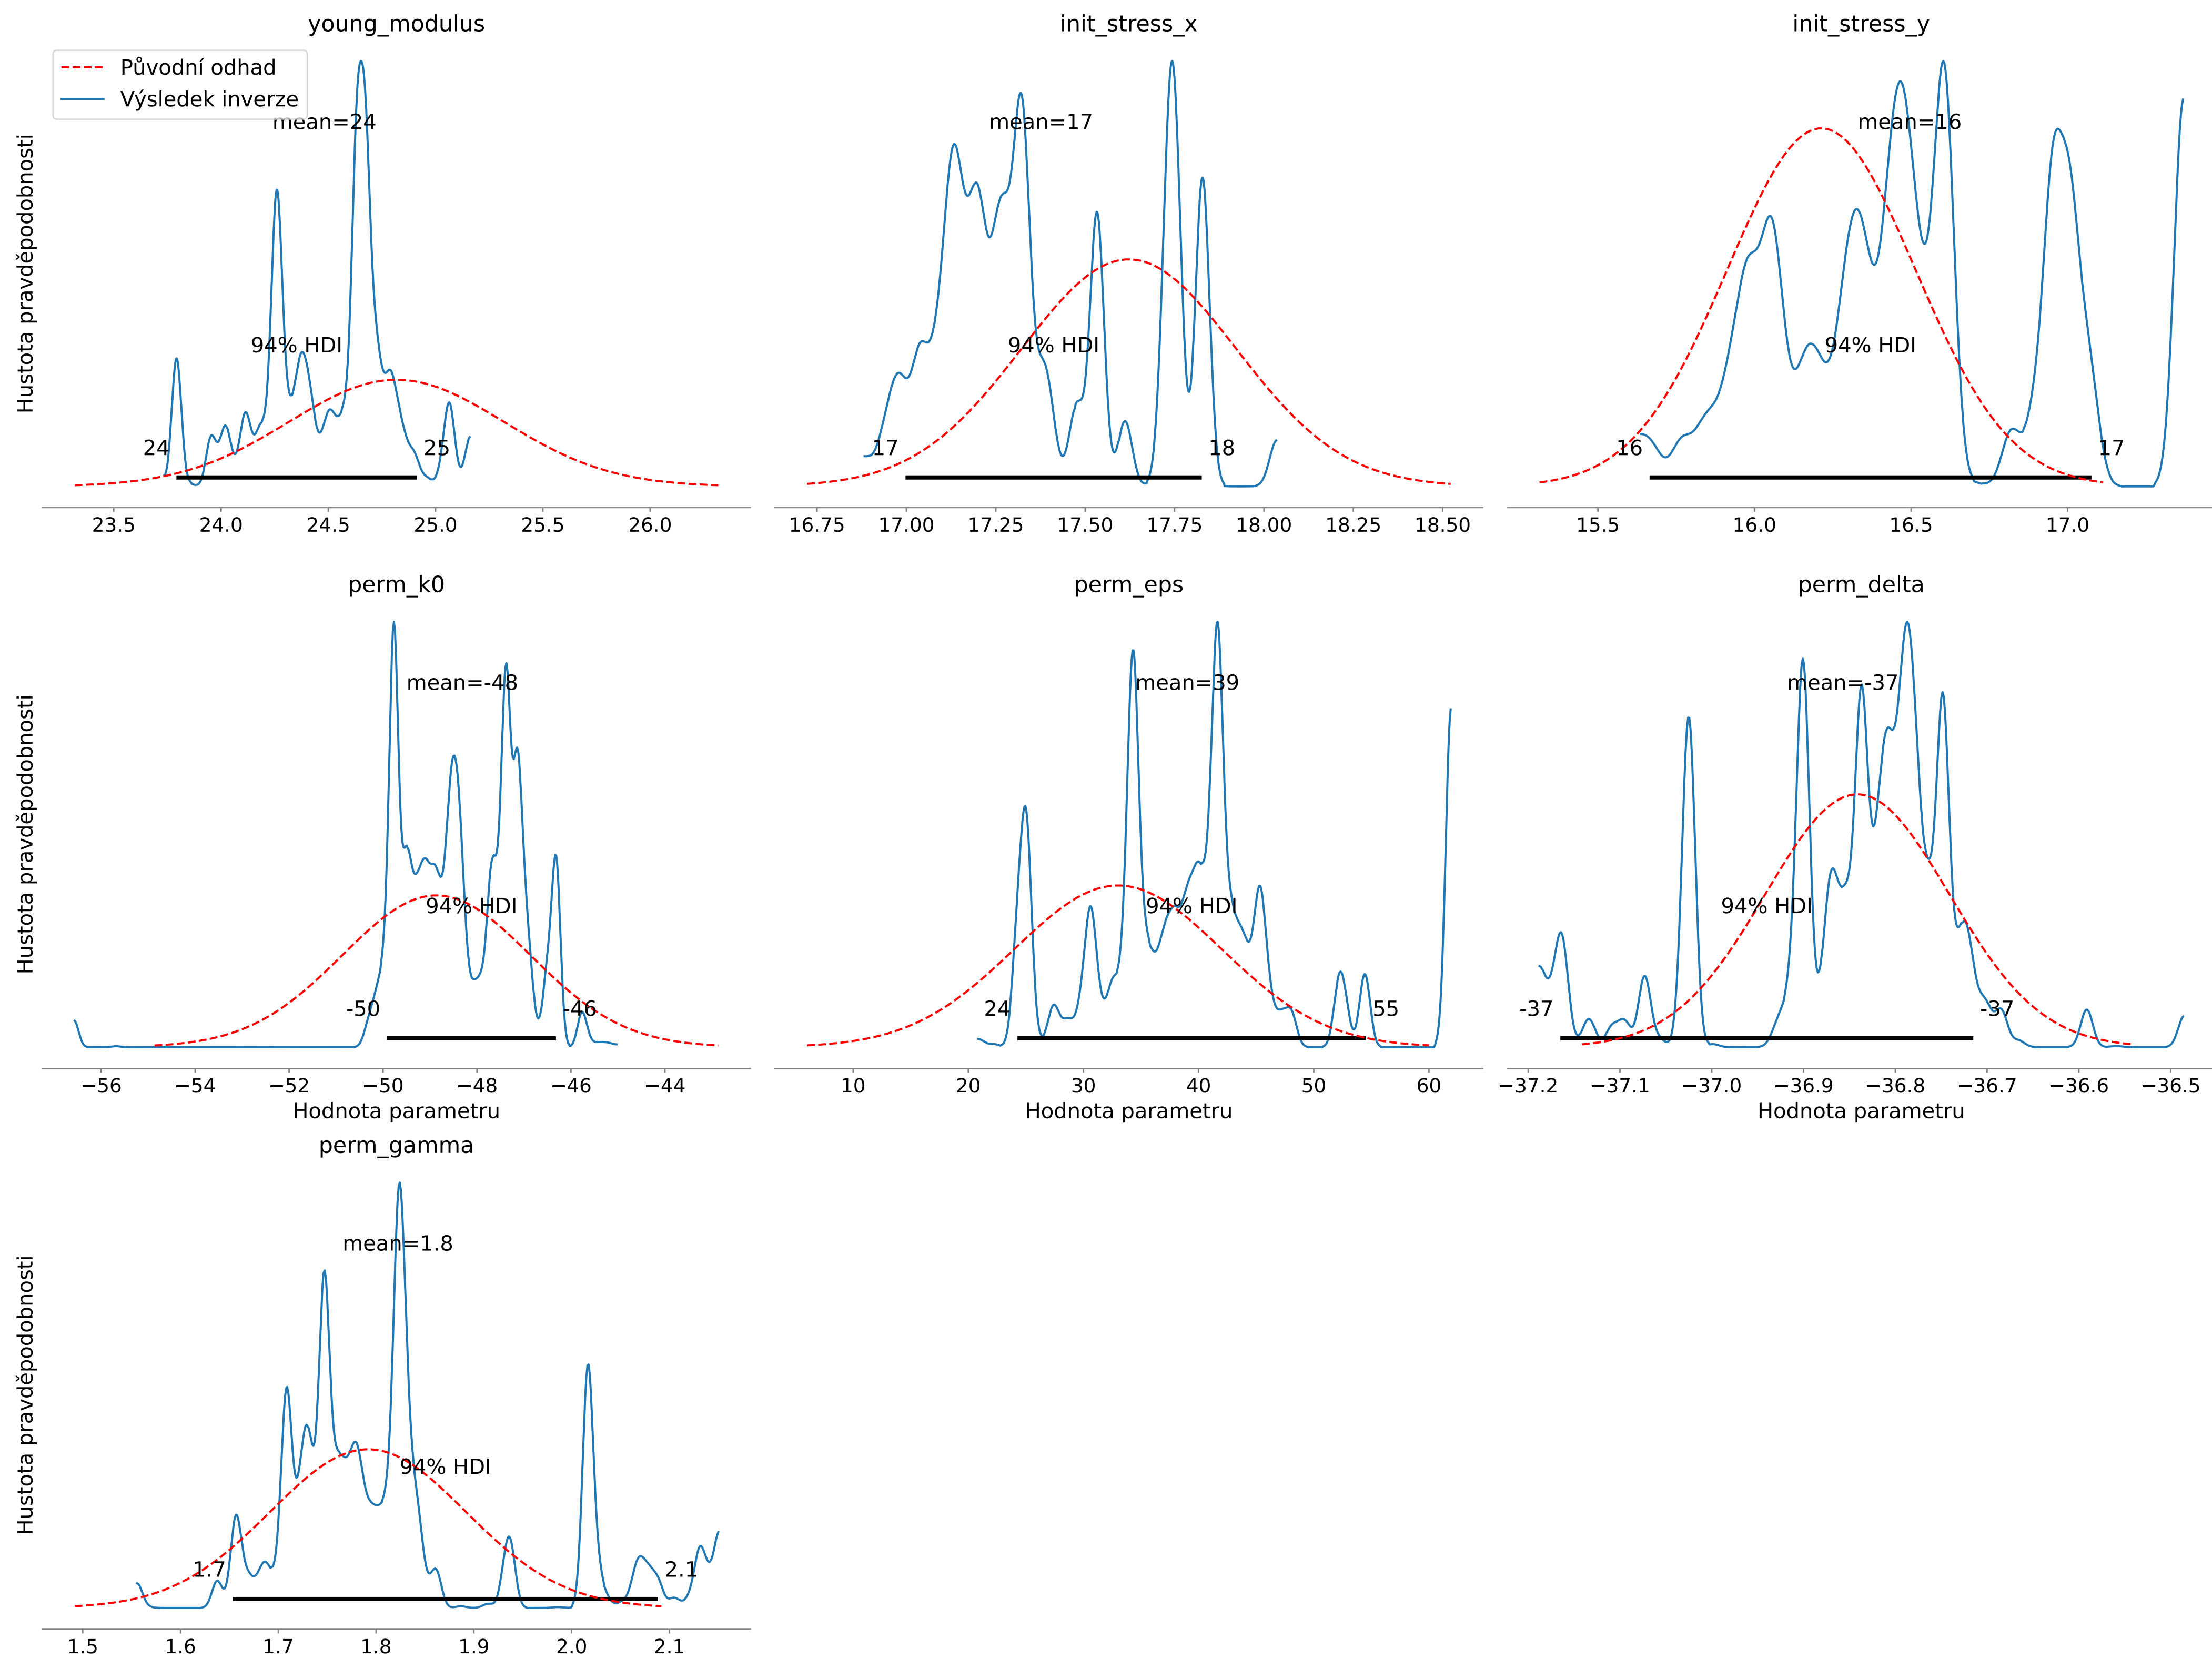 young_modulus
Původní odhad
Výsledek inverze
mean=24
94% HDI
24
25
Hustota pravděpodobnosti
23.5 24.0 24.5 25.0 25.5 26.0
init_stress_x
mean=17
94% HDI
17
18
16.75 17.00 17.25 17.50 17.75 18.00 18.25 18.50
init_stress_y
mean=16
94% HDI
16
17
15.5 16.0 16.5 17.0
perm_k0
mean=-48
94% HDI
-50
-46
Hustota pravděpodobnosti
−56 −54 −52 −50 −48 −46 −44
Hodnota parametru
perm_eps
mean=39
94% HDI
24
55
10 20 30 40 50 60
Hodnota parametru
perm_delta
mean=-37
94% HDI
-37
-37
−37.2 −37.1 −37.0 −36.9 −36.8 −36.7 −36.6 −36.5
Hodnota parametru
perm_gamma
mean=1.8
94% HDI
1.7
2.1
Hustota pravděpodobnosti
1.5 1.6 1.7 1.8 1.9 2.0 2.1